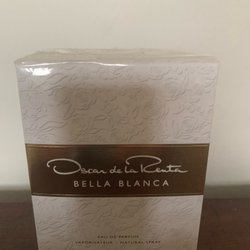 Oscar de la Renta
BELLA BLANCA
EAU DE PARFUM
VAPORISATEUR - NATURAL SPRAY